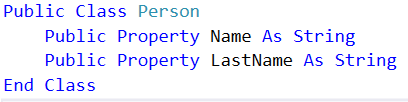 Public Class Person
    Public Property Name As String
    Public Property LastName As String
End Class